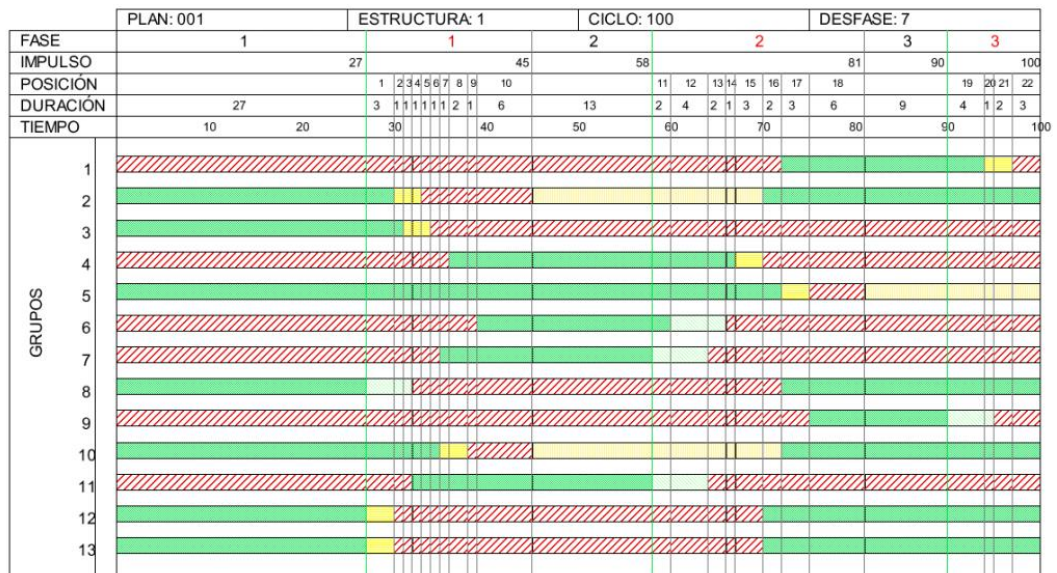 PLAN: 001 ESTRUCTURA: 1 CICLO: 100 DESFASE: 7
FASE 1 1 2 2 3 3
IMPULSO 27 45 58 81 90 100
POSICIÓN 1 2 3 4 5 6 7 8 9 10 11 12 13 14 15 16 17 18 19 20 21 22
DURACIÓN 27 3 1 1 1 1 1 1 2 1 6 13 2 4 2 1 3 2 3 6 9 4 1 2 3
TIEMPO 10 20 30 40 50 60 70 80 90 100
GRUPOS
1
2
3
4
5
6
7
8
9
10
11
12
13